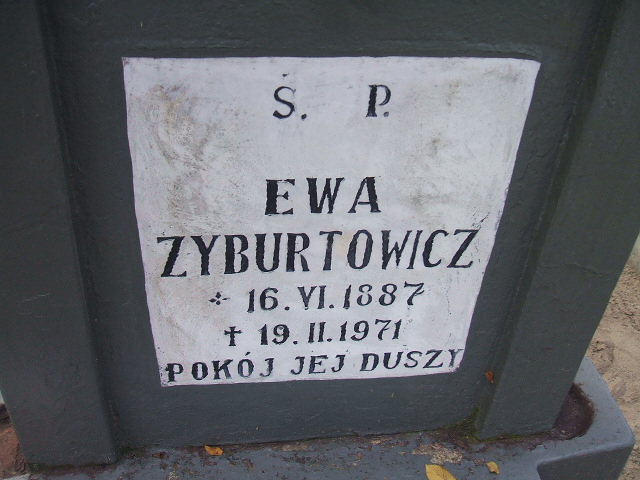 Ś. P.
EWA
ZYBURTOWICZ
16.VI.1887
✝ 19.II.1971
POKÓJ JEJ DUSZY